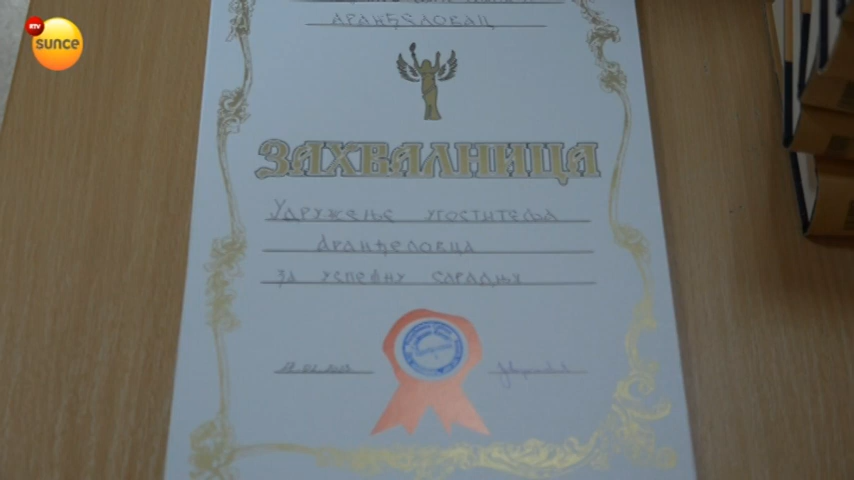 RTV
sunce
АРАНЂЕЛОВАЦ
ЗАХВАЛНИЦА
УДРУЖЕЊЕ УГОСТИТЕЉА
АРАНЂЕЛОВЦА
ЗА УСПЕШНУ САРАДЊУ